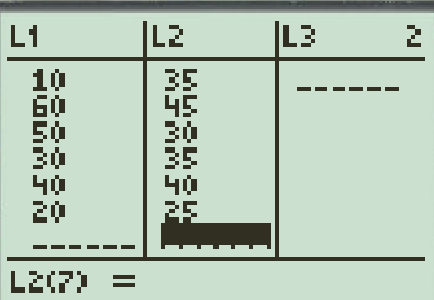 L1 L2 L3 2
10 35 ------
60 45
50 30
30 35
40 40
20 25
------
L2(7) =